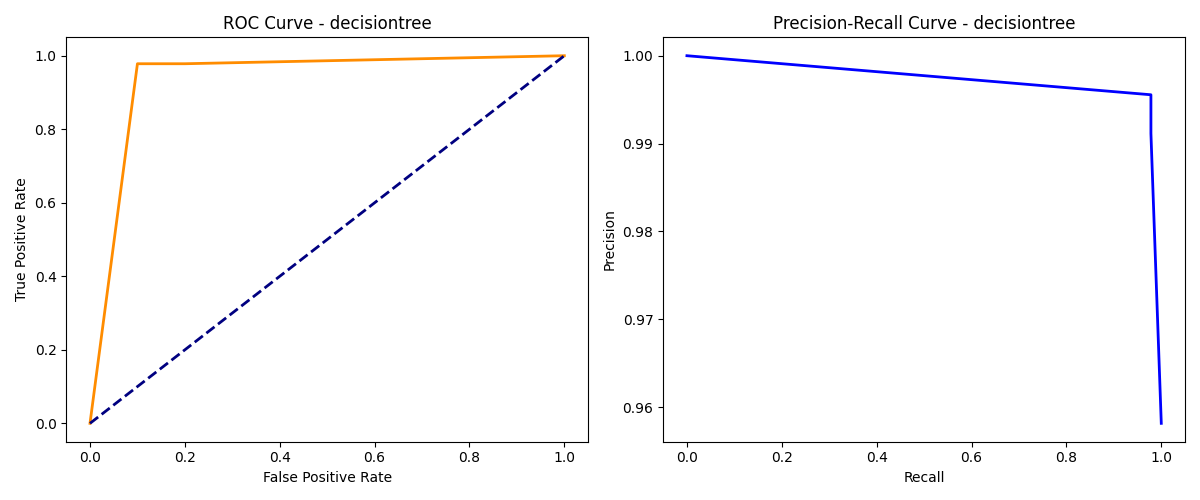 ROC Curve - decisiontree
1.0
0.8
0.6
0.4
0.2
0.0
True Positive Rate
0.0 0.2 0.4 0.6 0.8 1.0
False Positive Rate
Precision-Recall Curve - decisiontree
1.00
0.99
0.98
0.97
0.96
Precision
0.0 0.2 0.4 0.6 0.8 1.0
Recall